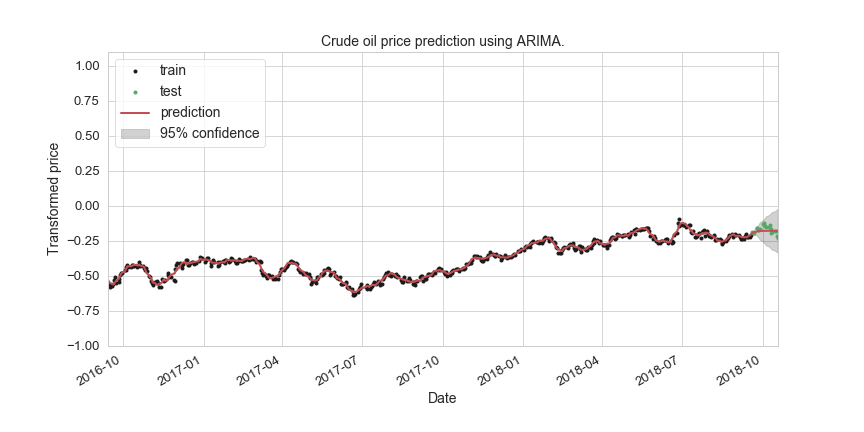 Crude oil price prediction using ARIMA.
1.00
0.75
0.50
0.25
0.00
−0.25
−0.50
−0.75
−1.00
train
test
prediction
95% confidence
Transformed price
2016-10
2017-01
2017-04
2017-07
2017-10
2018-01
2018-04
2018-07
2018-10
Date